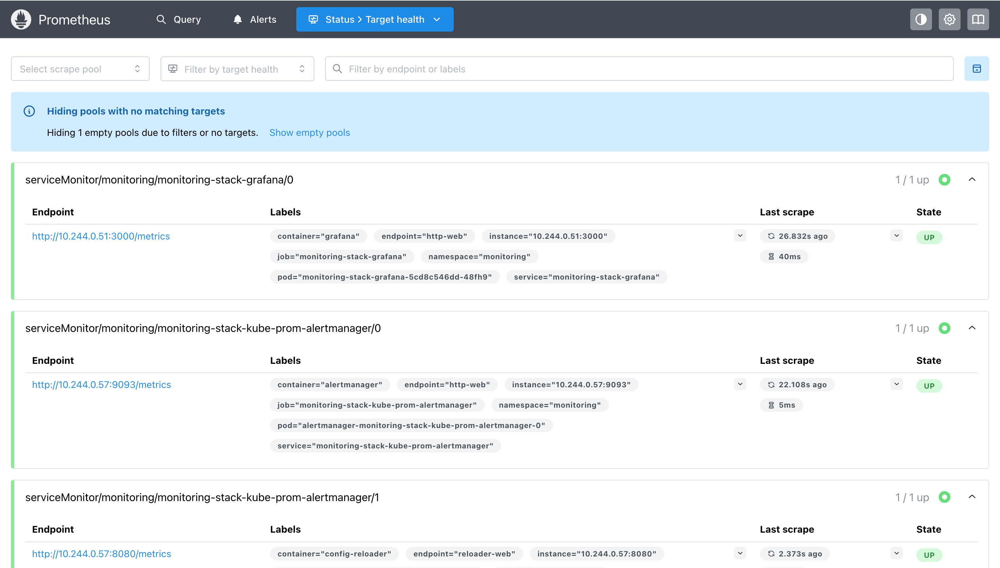 Prometheus Query Alerts Status > Target health
Select scrape pool Filter by target health Filter by endpoint or labels
Hiding pools with no matching targets
Hiding 1 empty pools due to filters or no targets. Show empty pools
serviceMonitor/monitoring/monitoring-stack-grafana/0 1 / 1 up
Endpoint Labels Last scrape State
http://10.244.0.51:3000/metrics container="grafana" endpoint="http-web" instance="10.244.0.51:3000" 26.832s ago UP
job="monitoring-stack-grafana" namespace="monitoring" 40ms
pod="monitoring-stack-grafana-5cd8c546dd-48fh9" service="monitoring-stack-grafana"
serviceMonitor/monitoring/monitoring-stack-kube-prom-alertmanager/0 1 / 1 up
Endpoint Labels Last scrape State
http://10.244.0.57:9093/metrics container="alertmanager" endpoint="http-web" instance="10.244.0.57:9093" 22.108s ago UP
job="monitoring-stack-kube-prom-alertmanager" namespace="monitoring" 5ms
pod="alertmanager-monitoring-stack-kube-prom-alertmanager-0"
service="monitoring-stack-kube-prom-alertmanager"
serviceMonitor/monitoring/monitoring-stack-kube-prom-alertmanager/1 1 / 1 up
Endpoint Labels Last scrape State
http://10.244.0.57:8080/metrics container="config-reloader" endpoint="reloader-web" instance="10.244.0.57:8080" 2.373s ago UP